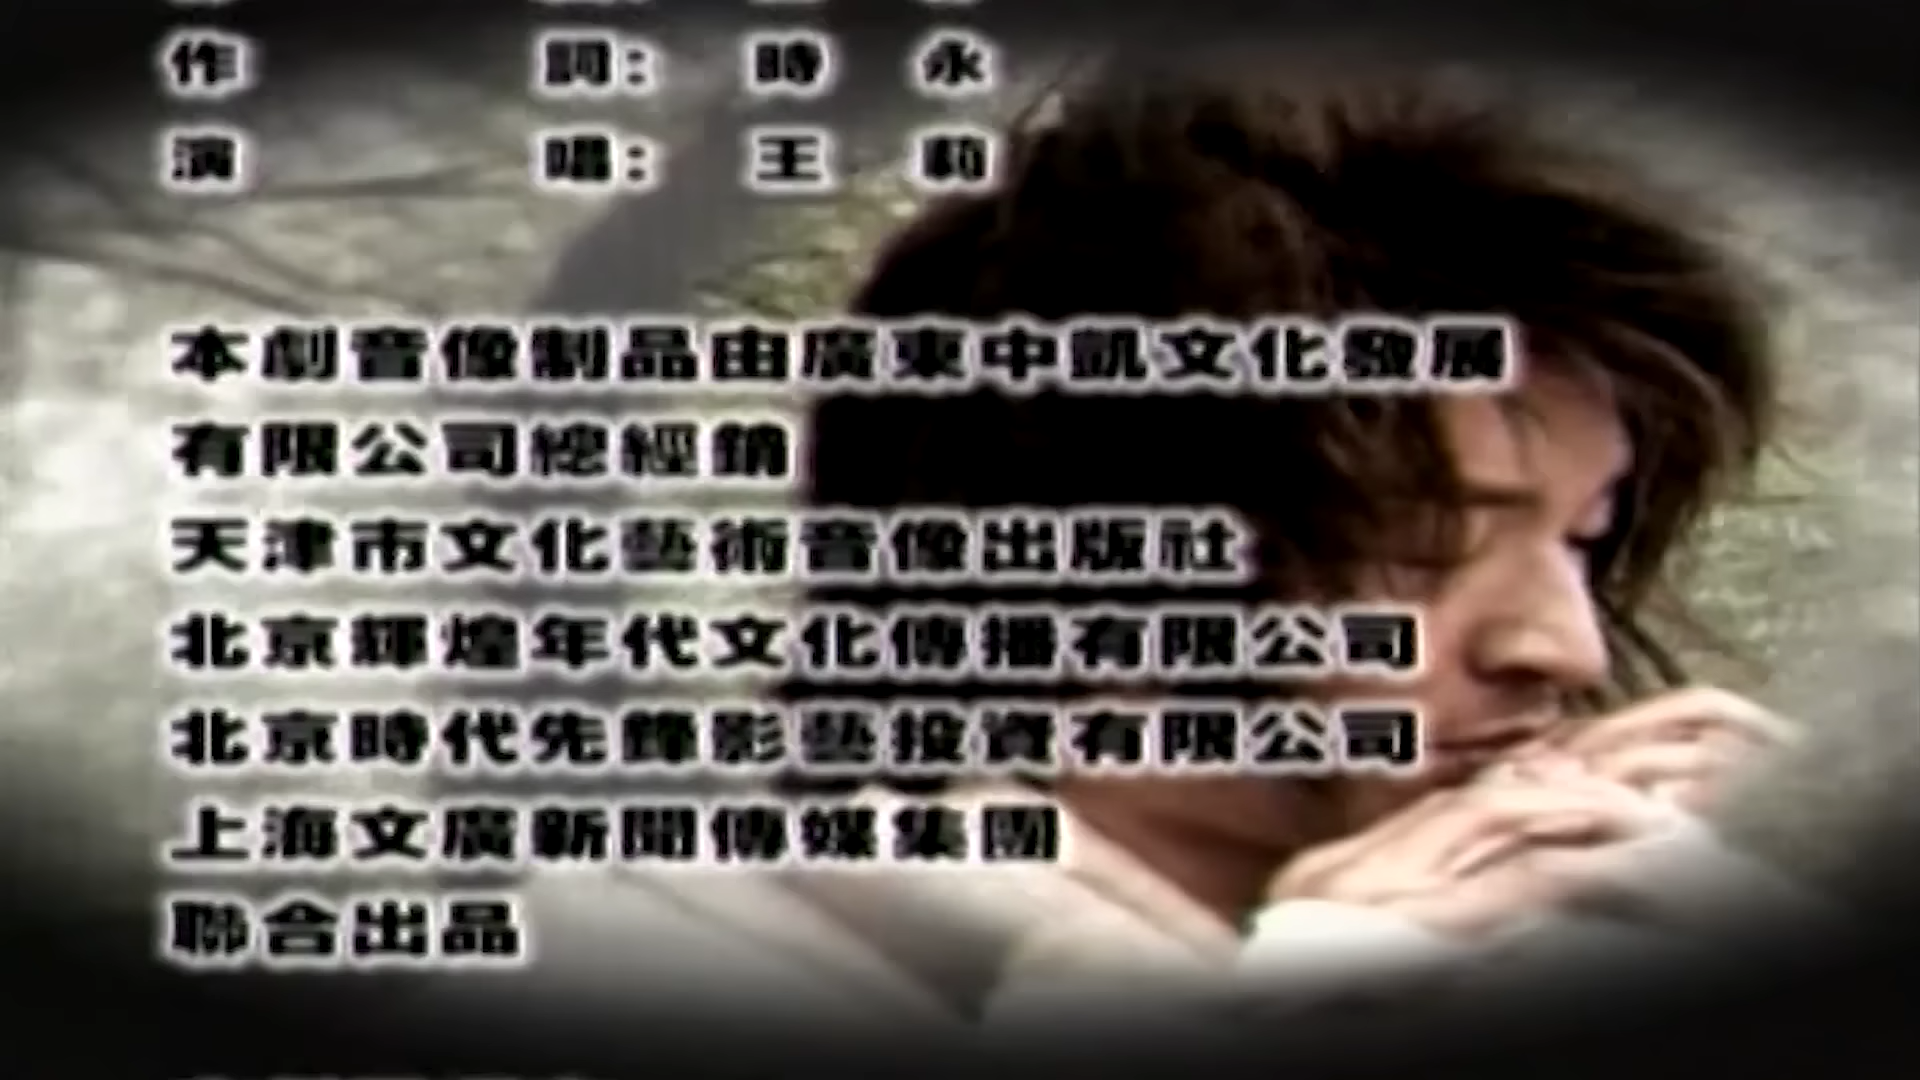 作 詞： 時 永
演 唱： 王 莉
本劇音像制品由廣東中凱文化發展
有限公司總經銷
天津市文化藝術音像出版社
北京輝煌年代文化傳播有限公司
北京時代先鋒影藝投資有限公司
上海文廣新聞傳媒集團
聯合出品